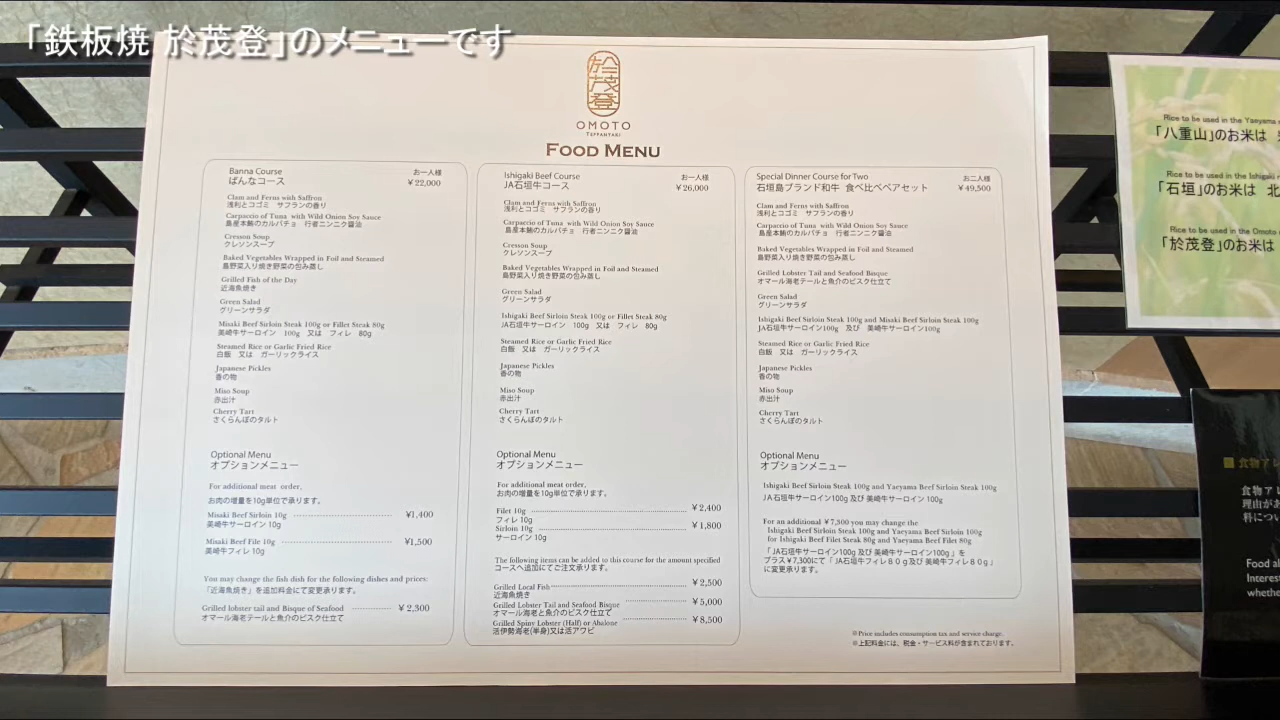 「鉄板焼 於茂登」のメニューです
於茂登
OMOTO
TEPPANYAKI
FOOD MENU
Banna Course
ばんなコース
お一人様
¥22,000
Clam and Ferns with Saffron
浅利とコゴミ サフランの香り
Carpaccio of Tuna with Wild Onion Soy Sauce
島産本鮪のカルパチョ 行者ニンニク醤油
Cresson Soup
クレソンスープ
Baked Vegetables Wrapped in Foil and Steamed
島野菜入り焼き野菜の包み蒸し
Grilled Fish of the Day
近海魚焼き
Green Salad
グリーンサラダ
Misaki Beef Sirloin Steak 100g or Fillet Steak 80g
美崎牛サーロイン 100g 又は フィレ 80g
Steamed Rice or Garlic Fried Rice
白飯 又は ガーリックライス
Japanese Pickles
香の物
Miso Soup
赤出汁
Cherry Tart
さくらんぼのタルト
Optional Menu
オプションメニュー
For additional meat order,
お肉の増量を10g単位で承ります。
Misaki Beef Sirloin 10g ¥1,400
美崎牛サーロイン 10g
Misaki Beef File 10g ¥1,500
美崎牛フィレ 10g
You may change the fish dish for the following dishes and prices:
「近海魚焼き」を追加料金にて変更承ります。
Grilled lobster tail and Bisque of Seafood ¥2,300
オマール海老テールと魚介のビスク仕立て
Ishigaki Beef Course
JA石垣牛コース
お一人様
¥26,000
Clam and Ferns with Saffron
浅利とコゴミ サフランの香り
Carpaccio of Tuna with Wild Onion Soy Sauce
島産本鮪のカルパチョ 行者ニンニク醤油
Cresson Soup
クレソンスープ
Baked Vegetables Wrapped in Foil and Steamed
島野菜入り焼き野菜の包み蒸し
Green Salad
グリーンサラダ
Ishigaki Beef Sirloin Steak 100g or Fillet Steak 80g
JA石垣牛サーロイン 100g 又は フィレ 80g
Steamed Rice or Garlic Fried Rice
白飯 又は ガーリックライス
Japanese Pickles
香の物
Miso Soup
赤出汁
Cherry Tart
さくらんぼのタルト
Optional Menu
オプションメニュー
For additional meat order,
お肉の増量を10g単位で承ります。
Filet 10g ¥2,400
フィレ 10g
Sirloin 10g ¥1,800
サーロイン 10g
The following items can be added to this course for the amount specified
コースへ追加にてご注文承ります。
Grilled Local Fish ¥2,500
近海魚焼き
Grilled Lobster Tail and Seafood Bisque ¥5,000
オマール海老と魚介のビスク仕立て
Grilled Spiny Lobster (Half) or Abalone ¥8,500
活伊勢海老(半身)又は活アワビ
Special Dinner Course for Two
石垣島ブランド和牛 食べ比べペアセット
お二人様
¥49,500
Clam and Ferns with Saffron
浅利とコゴミ サフランの香り
Carpaccio of Tuna with Wild Onion Soy Sauce
島産本鮪のカルパチョ 行者ニンニク醤油
Baked Vegetables Wrapped in Foil and Steamed
島野菜入り焼き野菜の包み蒸し
Grilled Lobster Tail and Seafood Bisque
オマール海老テールと魚介のビスク仕立て
Green Salad
グリーンサラダ
Ishigaki Beef Sirloin Steak 100g and Misaki Beef Sirloin Steak 100g
JA石垣牛サーロイン100g 及び 美崎牛サーロイン100g
Steamed Rice or Garlic Fried Rice
白飯 又は ガーリックライス
Japanese Pickles
香の物
Miso Soup
赤出汁
Cherry Tart
さくらんぼのタルト
Optional Menu
オプションメニュー
Ishigaki Beef Sirloin Steak 100g and Yaeyama Beef Sirloin Steak 100g
JA石垣牛サーロイン100g 及び 美崎牛サーロイン 100g
For an additional ¥7,300 you may change the
Ishigaki Beef Sirloin Steak 100g and Yaeyama Beef Sirloin 100g
for Ishigaki Beef Filet Steak 80g and Yaeyama Beef Filet 80g
「JA石垣牛サーロイン100g 及び 美崎牛サーロイン100g 」を
プラス¥7,300にて「 JA石垣牛フィレ80g及び 美崎牛フィレ80g」
に変更承ります。
※Price includes consumption tax and service charge.
※上記料金には、税金・サービス料が含まれております。
Rice to be used in the Yaeyama
「八重山」のお米は
Rice to be used in the Ishigaki
「石垣」のお米は 北
Rice to be used in the Omoto
「於茂登」のお米は
食物アレ
食物ア
理由がお
料につい
Food al
Interes
whethe